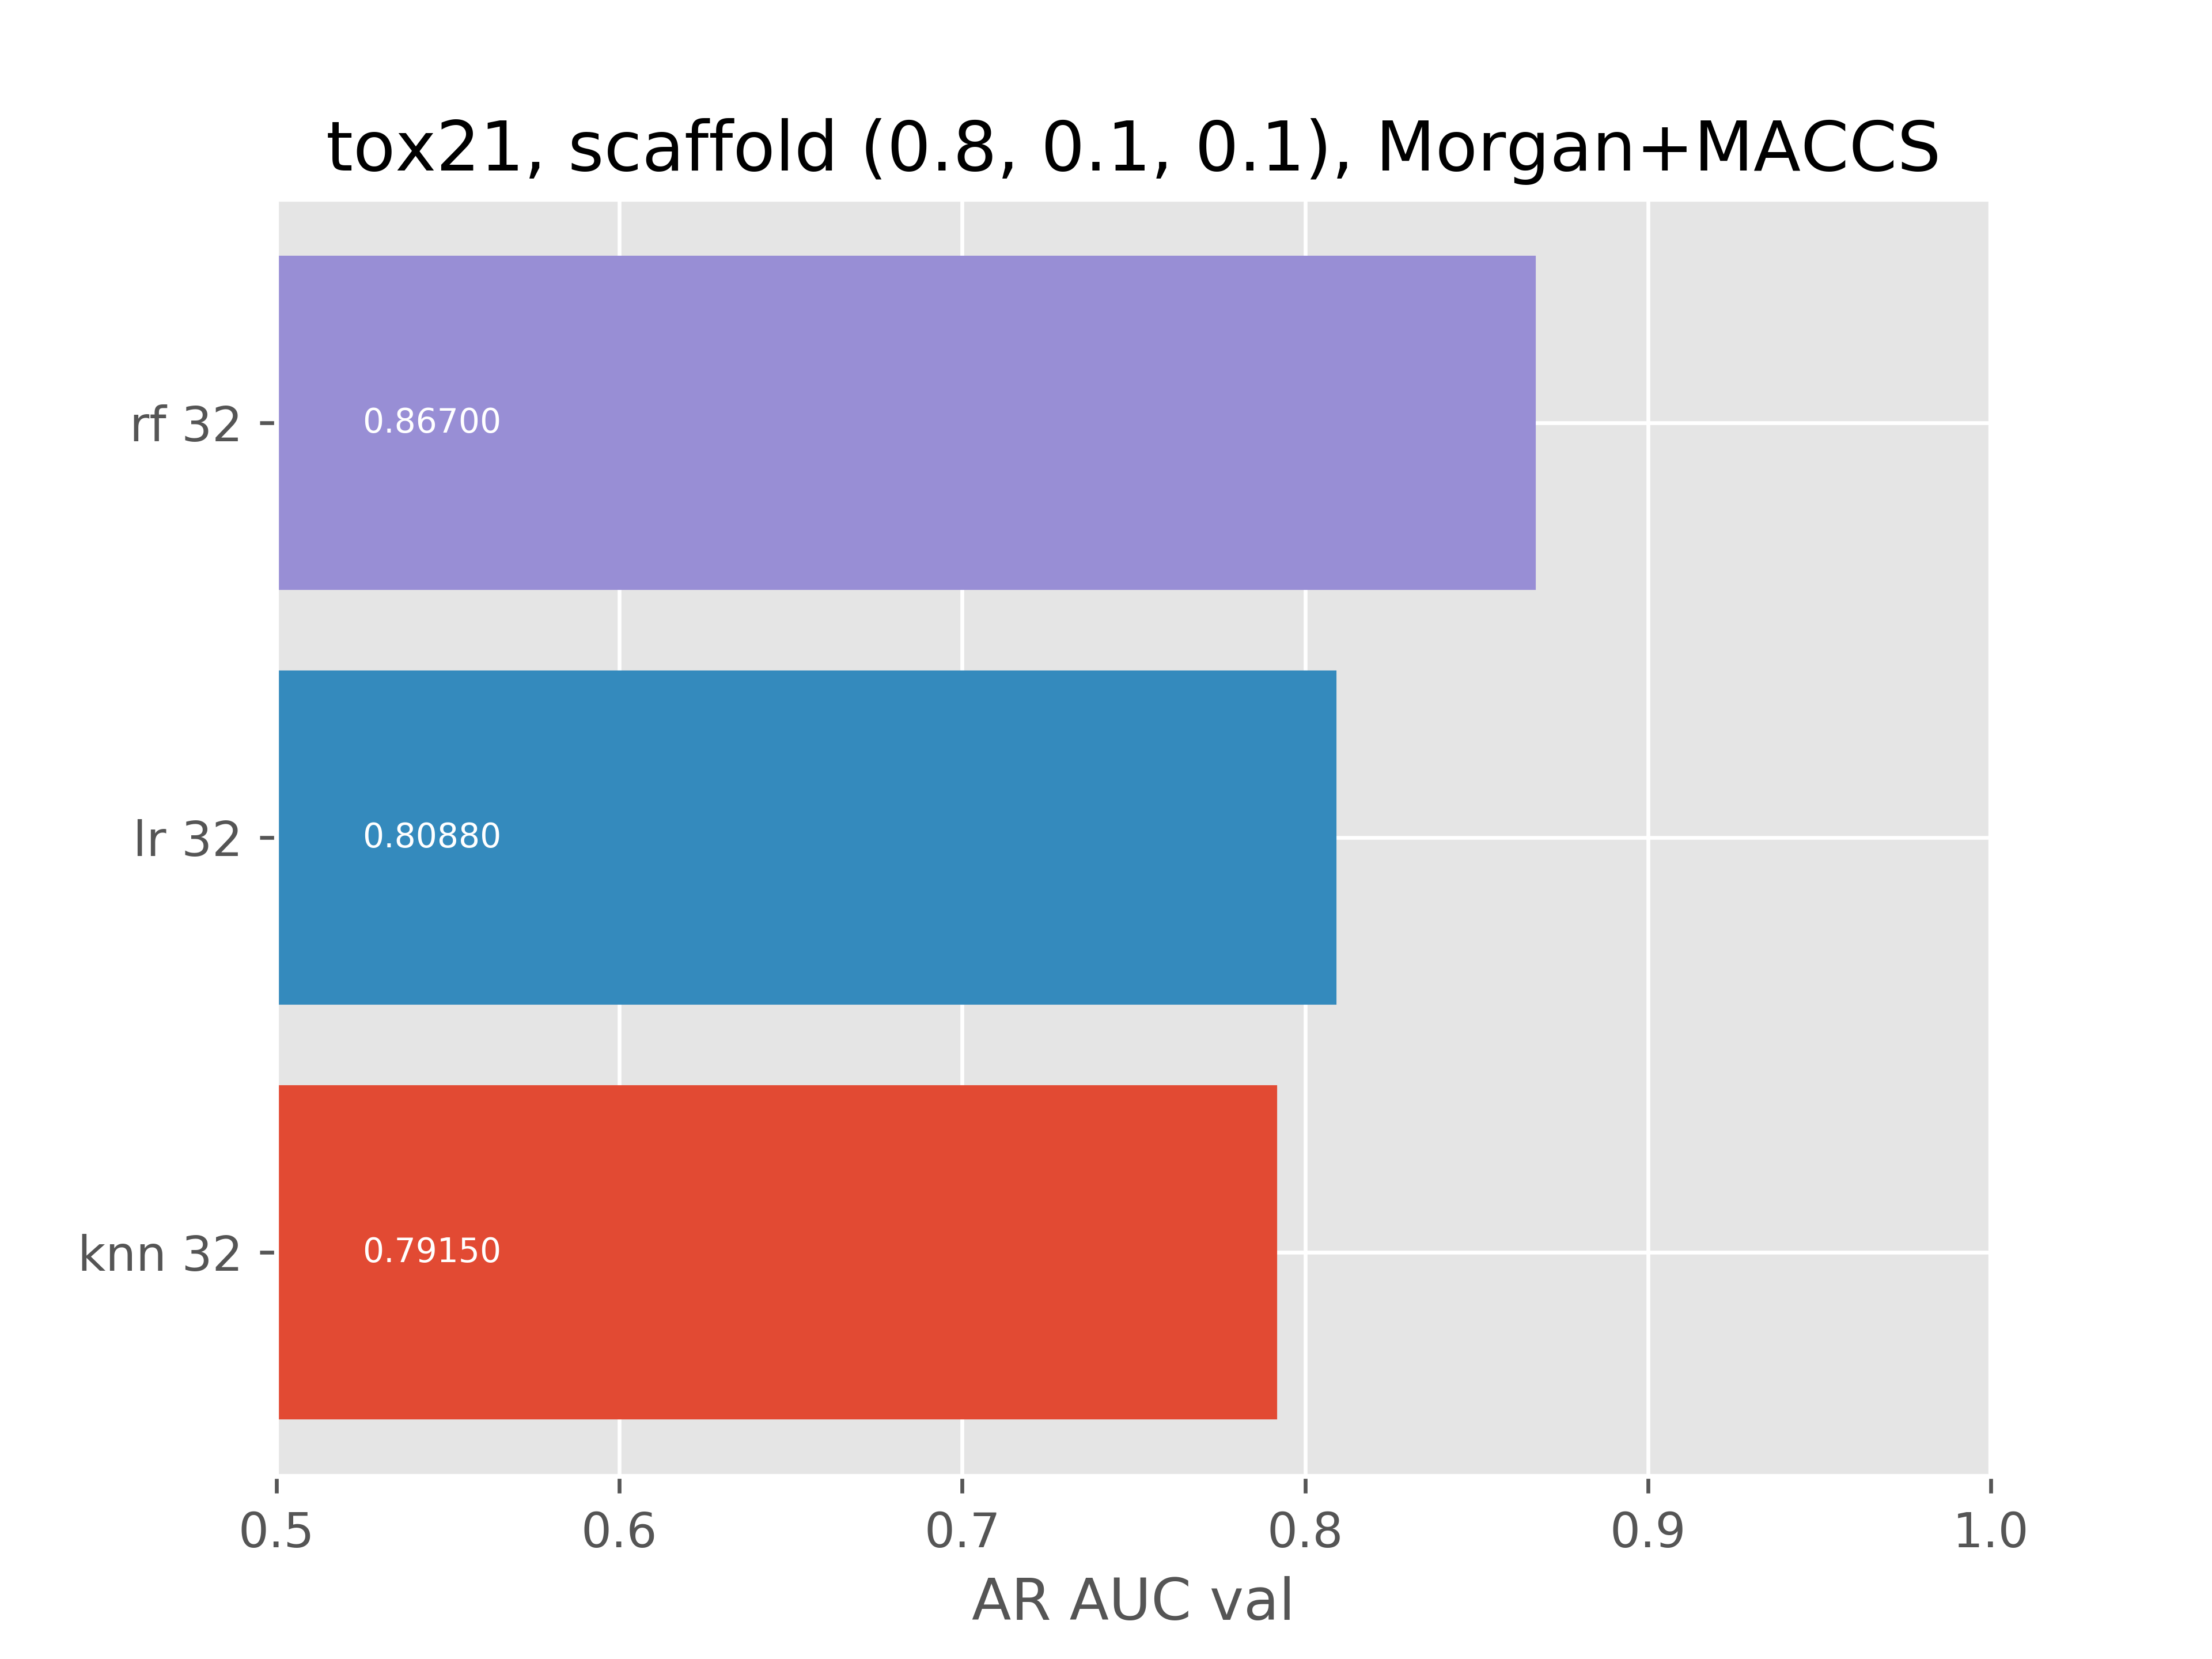 tox21, scaffold (0.8, 0.1, 0.1), Morgan+MACCS
rf 32
0.86700
lr 32
0.80880
knn 32
0.79150
0.5 0.6 0.7 0.8 0.9 1.0
AR AUC val